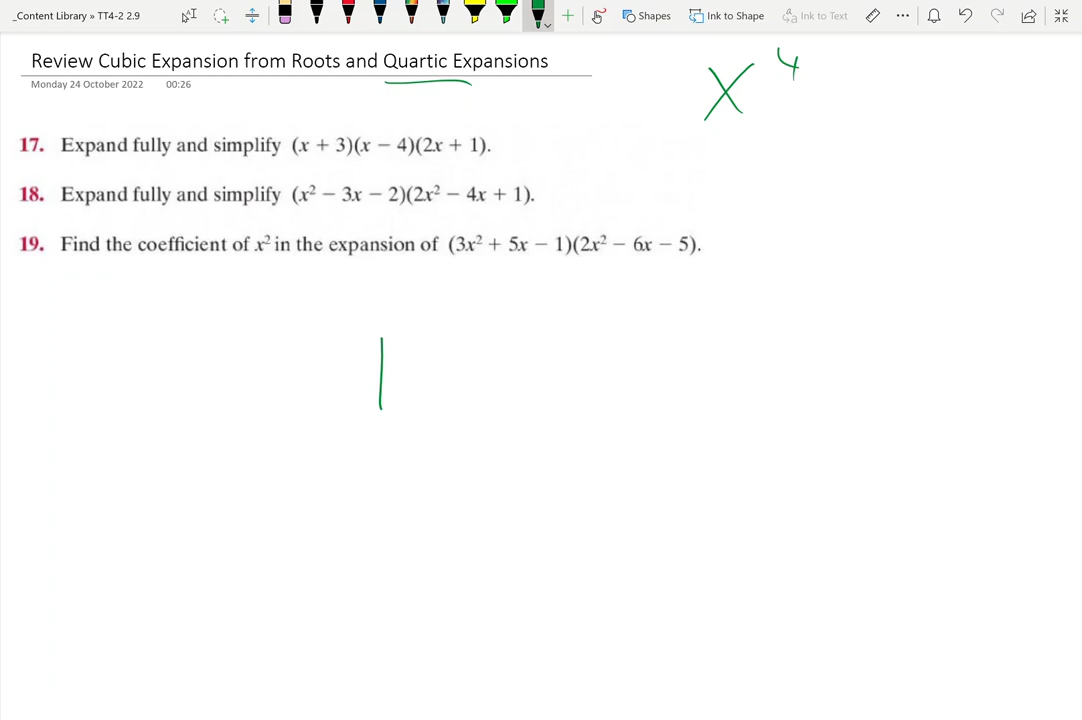 _Content Library » TT4-2 2.9
Shapes
Ink to Shape
Ink to Text
Review Cubic Expansion from Roots and Quartic Expansions
Monday 24 October 2022 00:26
x⁴
17. Expand fully and simplify (x + 3)(x − 4)(2x + 1).
18. Expand fully and simplify (x² − 3x − 2)(2x² − 4x + 1).
19. Find the coefficient of x² in the expansion of (3x² + 5x − 1)(2x² − 6x − 5).